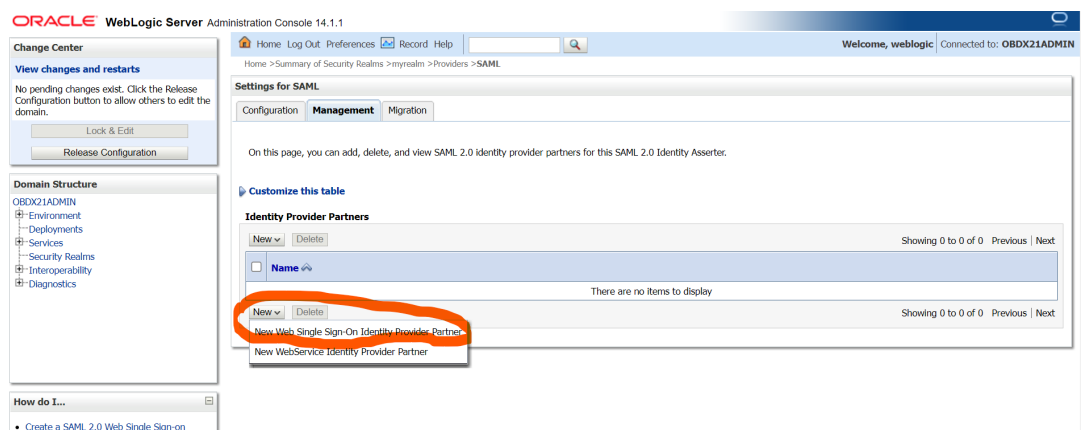 ORACLE WebLogic Server Administration Console 14.1.1
Change Center
View changes and restarts
No pending changes exist. Click the Release
Configuration button to allow others to edit the
domain.
Lock & Edit
Release Configuration
Domain Structure
OBDX21ADMIN
Environment
Deployments
Services
Security Realms
Interoperability
Diagnostics
How do I...
Create a SAML 2.0 Web Single Sign-on
Home Log Out Preferences Record Help
Welcome, weblogic Connected to: OBDX21ADMIN
Home >Summary of Security Realms >myrealm >Providers >SAML
Settings for SAML
Configuration Management Migration
On this page, you can add, delete, and view SAML 2.0 identity provider partners for this SAML 2.0 Identity Asserter.
Customize this table
Identity Provider Partners
New Delete
Showing 0 to 0 of 0 Previous | Next
Name
There are no items to display
New Delete
Showing 0 to 0 of 0 Previous | Next
New Web Single Sign-On Identity Provider Partner
New WebService Identity Provider Partner